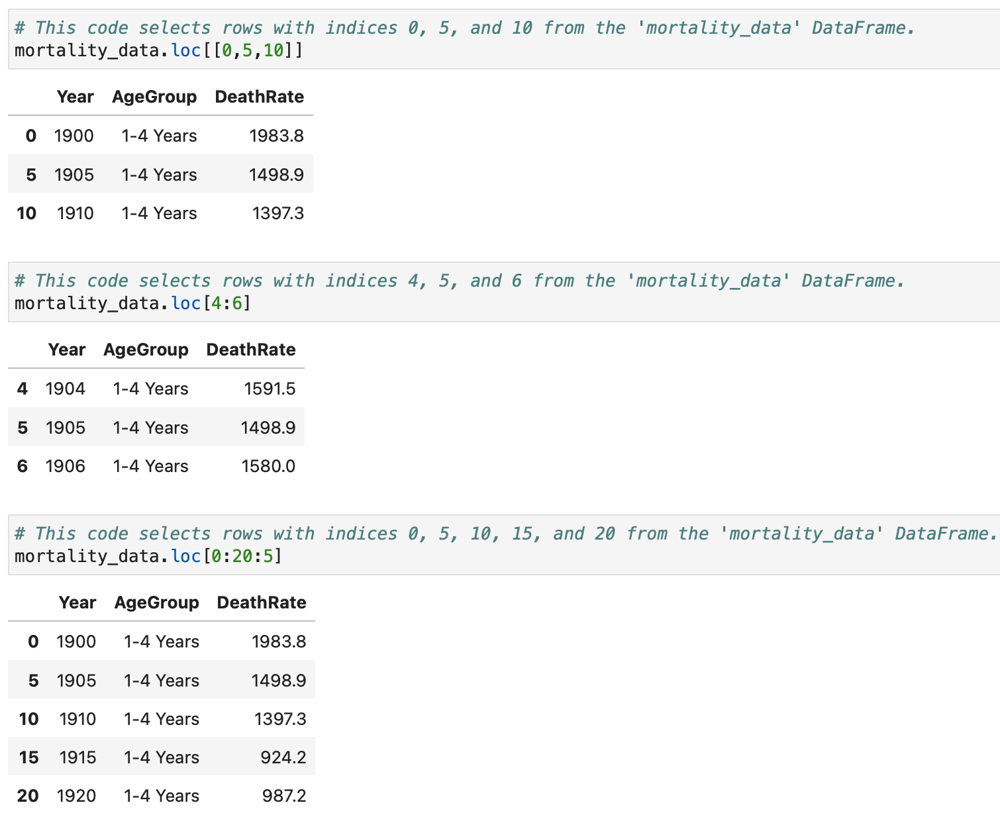 # This code selects rows with indices 0, 5, and 10 from the 'mortality_data' DataFrame.
mortality_data.loc[[0,5,10]]
Year AgeGroup DeathRate
0 1900 1-4 Years 1983.8
5 1905 1-4 Years 1498.9
10 1910 1-4 Years 1397.3
# This code selects rows with indices 4, 5, and 6 from the 'mortality_data' DataFrame.
mortality_data.loc[4:6]
Year AgeGroup DeathRate
4 1904 1-4 Years 1591.5
5 1905 1-4 Years 1498.9
6 1906 1-4 Years 1580.0
# This code selects rows with indices 0, 5, 10, 15, and 20 from the 'mortality_data' DataFrame.
mortality_data.loc[0:20:5]
Year AgeGroup DeathRate
0 1900 1-4 Years 1983.8
5 1905 1-4 Years 1498.9
10 1910 1-4 Years 1397.3
15 1915 1-4 Years 924.2
20 1920 1-4 Years 987.2